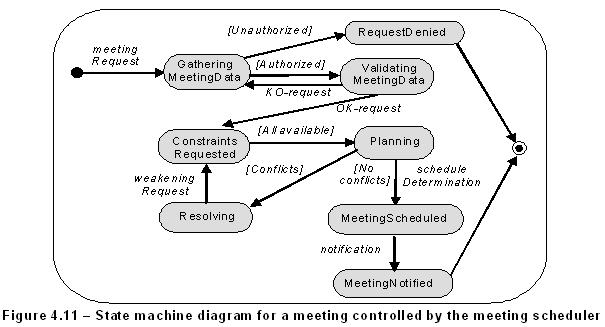 [Unauthorized]
RequestDenied
meeting
Request
Gathering
MeetingData
[Authorized]
Validating
MeetingData
KO-request
OK-request
Constraints
Requested
[All available]
Planning
weakening
Request
[Conflicts]
[No
conflicts]
schedule
Determination
Resolving
MeetingScheduled
notification
MeetingNotified
Figure 4.11 – State machine diagram for a meeting controlled by the meeting scheduler